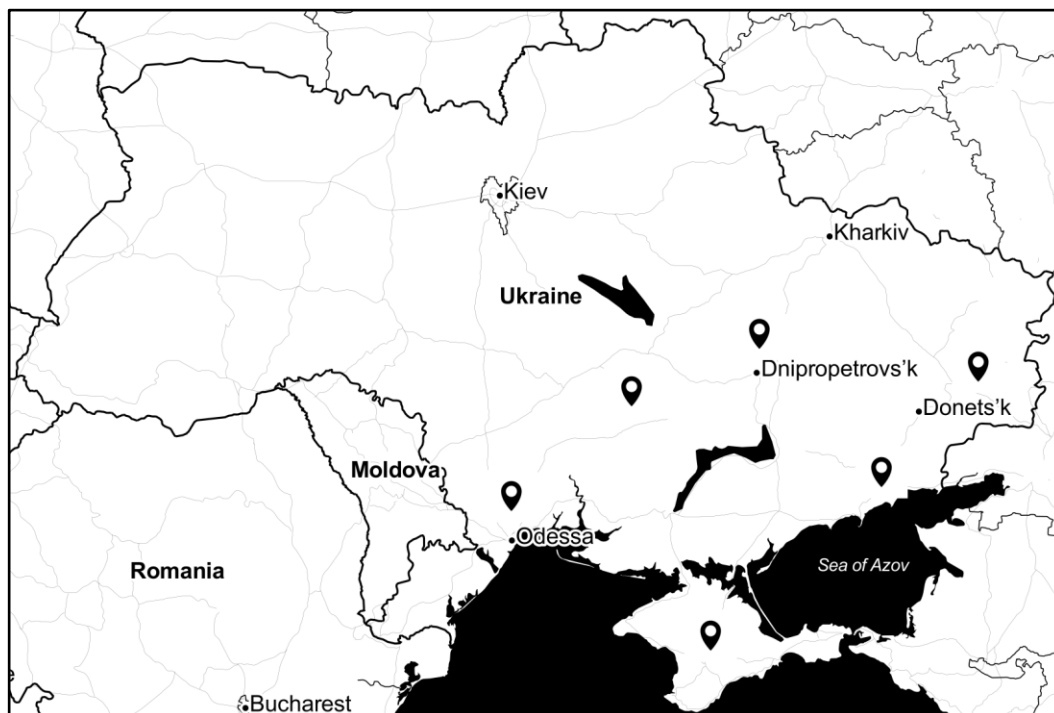 Kiev
Kharkiv
Ukraine
Dnipropetrovs'k
Donets'k
Moldova
Odessa
Sea of Azov
Romania
e
Bucharest